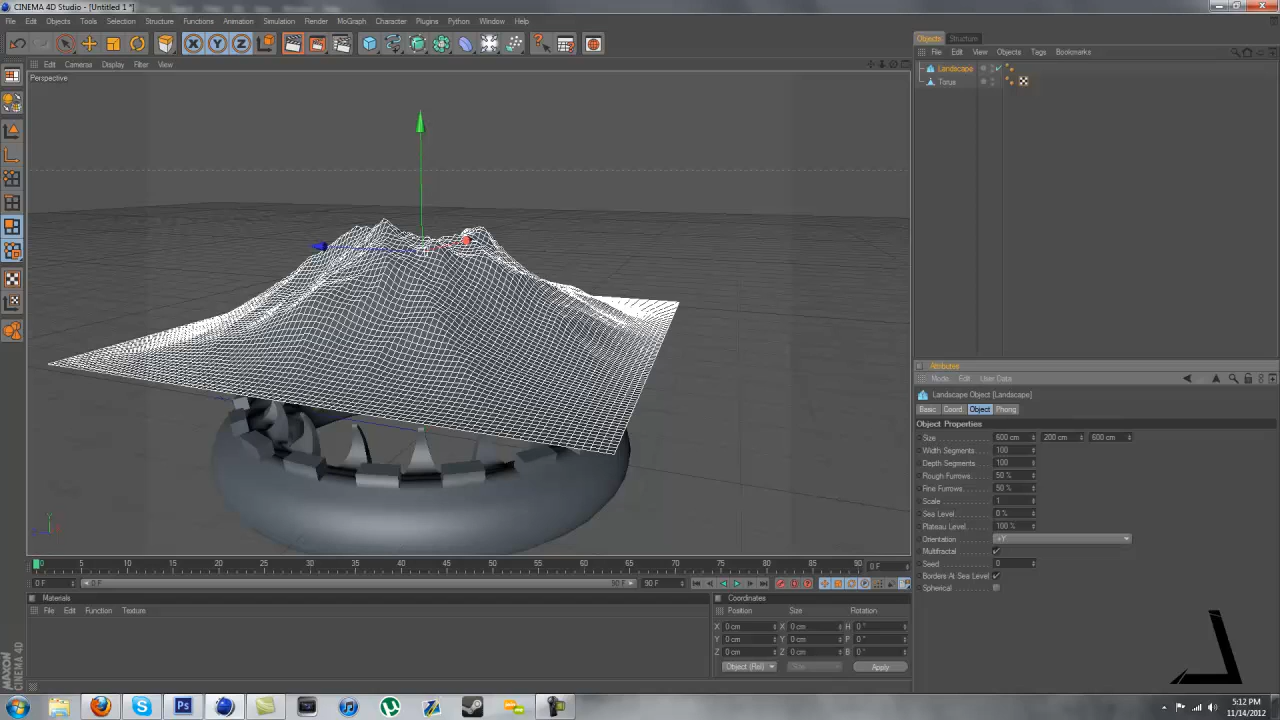 CINEMA 4D Studio - [Untitled 1 *]
File Edit Objects Tools Selection Structure Functions Animation Simulation Render MoGraph Character Plugins Python Window Help
Edit Cameras Display Filter View
Perspective
Y
0 5 10 15 20 25 30 35 40 45 50 55 60 65 70 75 80 85 90
0 F
0 F 0 F 90 F 90 F
Materials
File Edit Function Texture
Coordinates
Position Size Rotation
X 0 cm X 0 cm H 0 °
Y 0 cm Y 0 cm P 0 °
Z 0 cm Z 0 cm B 0 °
Object (Rel) Size Apply
MAXON CINEMA 4D
Objects Structure
File Edit View Objects Tags Bookmarks
Landscape
Torus
Attributes
Mode Edit User Data
Landscape Object [Landscape]
Basic Coord. Object Phong
Object Properties
Size 600 cm 200 cm 600 cm
Width Segments 100
Depth Segments 100
Rough Furrows 50 %
Fine Furrows 50 %
Scale 1
Sea Level 0 %
Plateau Level 100 %
Orientation +Y
Multifractal
Seed 0
Borders At Sea Level
Spherical
5:12 PM
11/14/2012